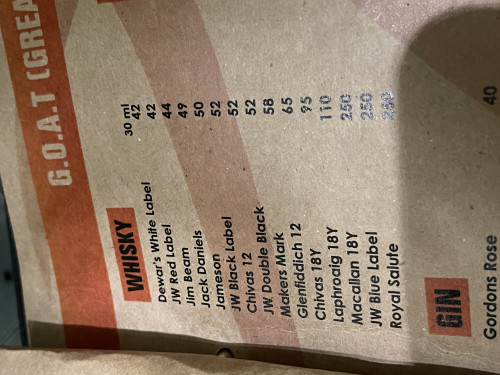 G.O.A.T (GREA
WHISKY 30 ml
Dewar's White Label 42
JW Red Label 42
Jim Beam 44
Jack Daniels 49
Jameson 50
JW Black Label 52
Chivas 12 52
JW Double Black 52
Makers Mark 58
Glenfiddich 12 65
Chivas 18Y 95
Laphroaig 18Y 110
Macallan 18Y 250
JW Blue Label 250
Royal Salute
GIN
Gordons Rose 40